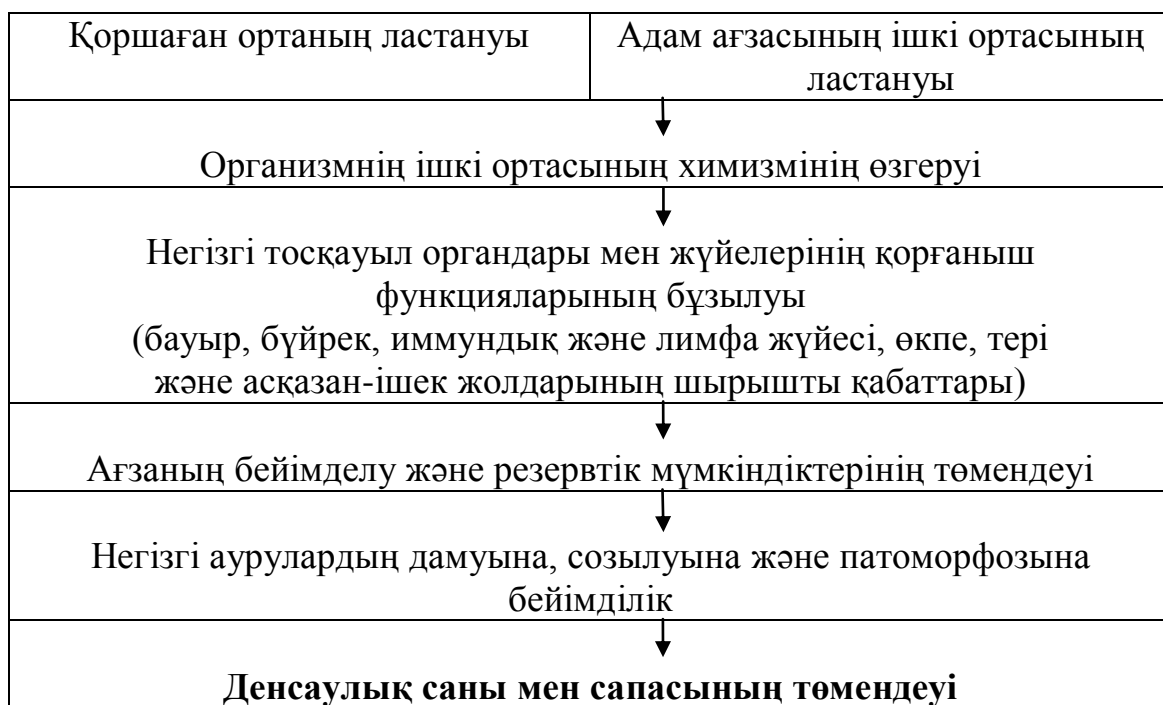 Қоршаған ортаның ластануы
Адам ағзасының ішкі ортасының
ластануы
Организмнің ішкі ортасының химизмінің өзгеруі
Негізгі тосқауыл органдары мен жүйелерінің қорғаныш
функцияларының бұзылуы
(бауыр, бүйрек, иммундық және лимфа жүйесі, өкпе, тері
және асқазан-ішек жолдарының шырышты қабаттары)
Ағзаның бейімделу және резервтік мүмкіндіктерінің төмендеуі
Негізгі аурулардың дамуына, созылуына және патоморфозына
бейімділік
Денсаулық саны мен сапасының төмендеуі